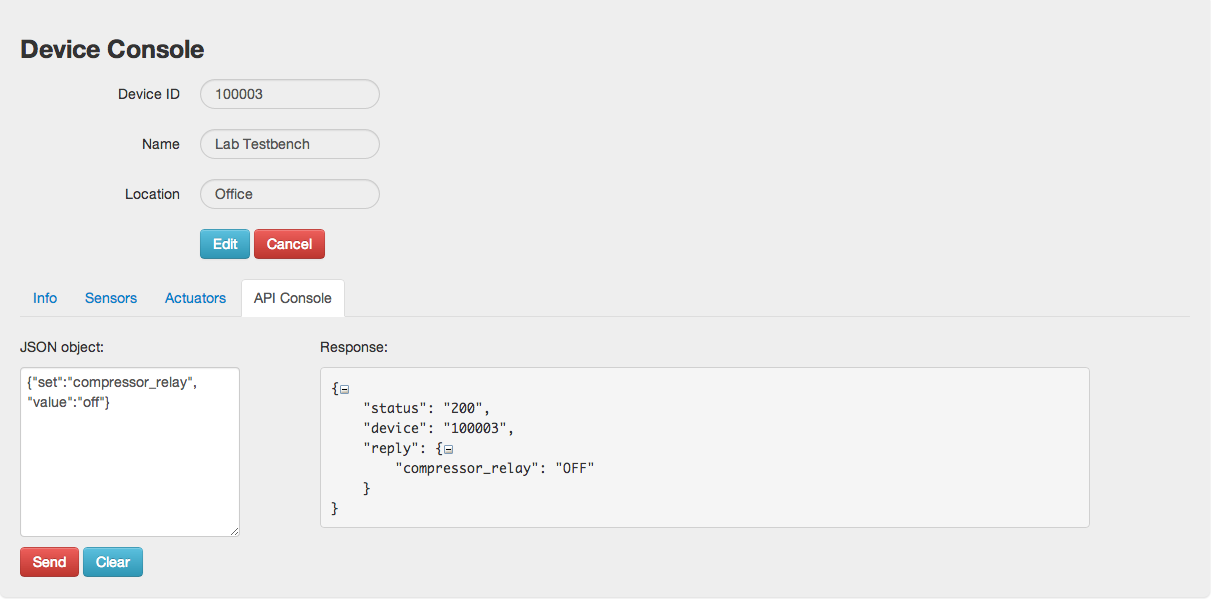 Device Console
Device ID 100003
Name Lab Testbench
Location Office
Edit Cancel
Info Sensors Actuators API Console
JSON object:
{"set":"compressor_relay",
"value":"off"}
Send Clear
Response:
{
"status": "200",
"device": "100003",
"reply": {
"compressor_relay": "OFF"
}
}